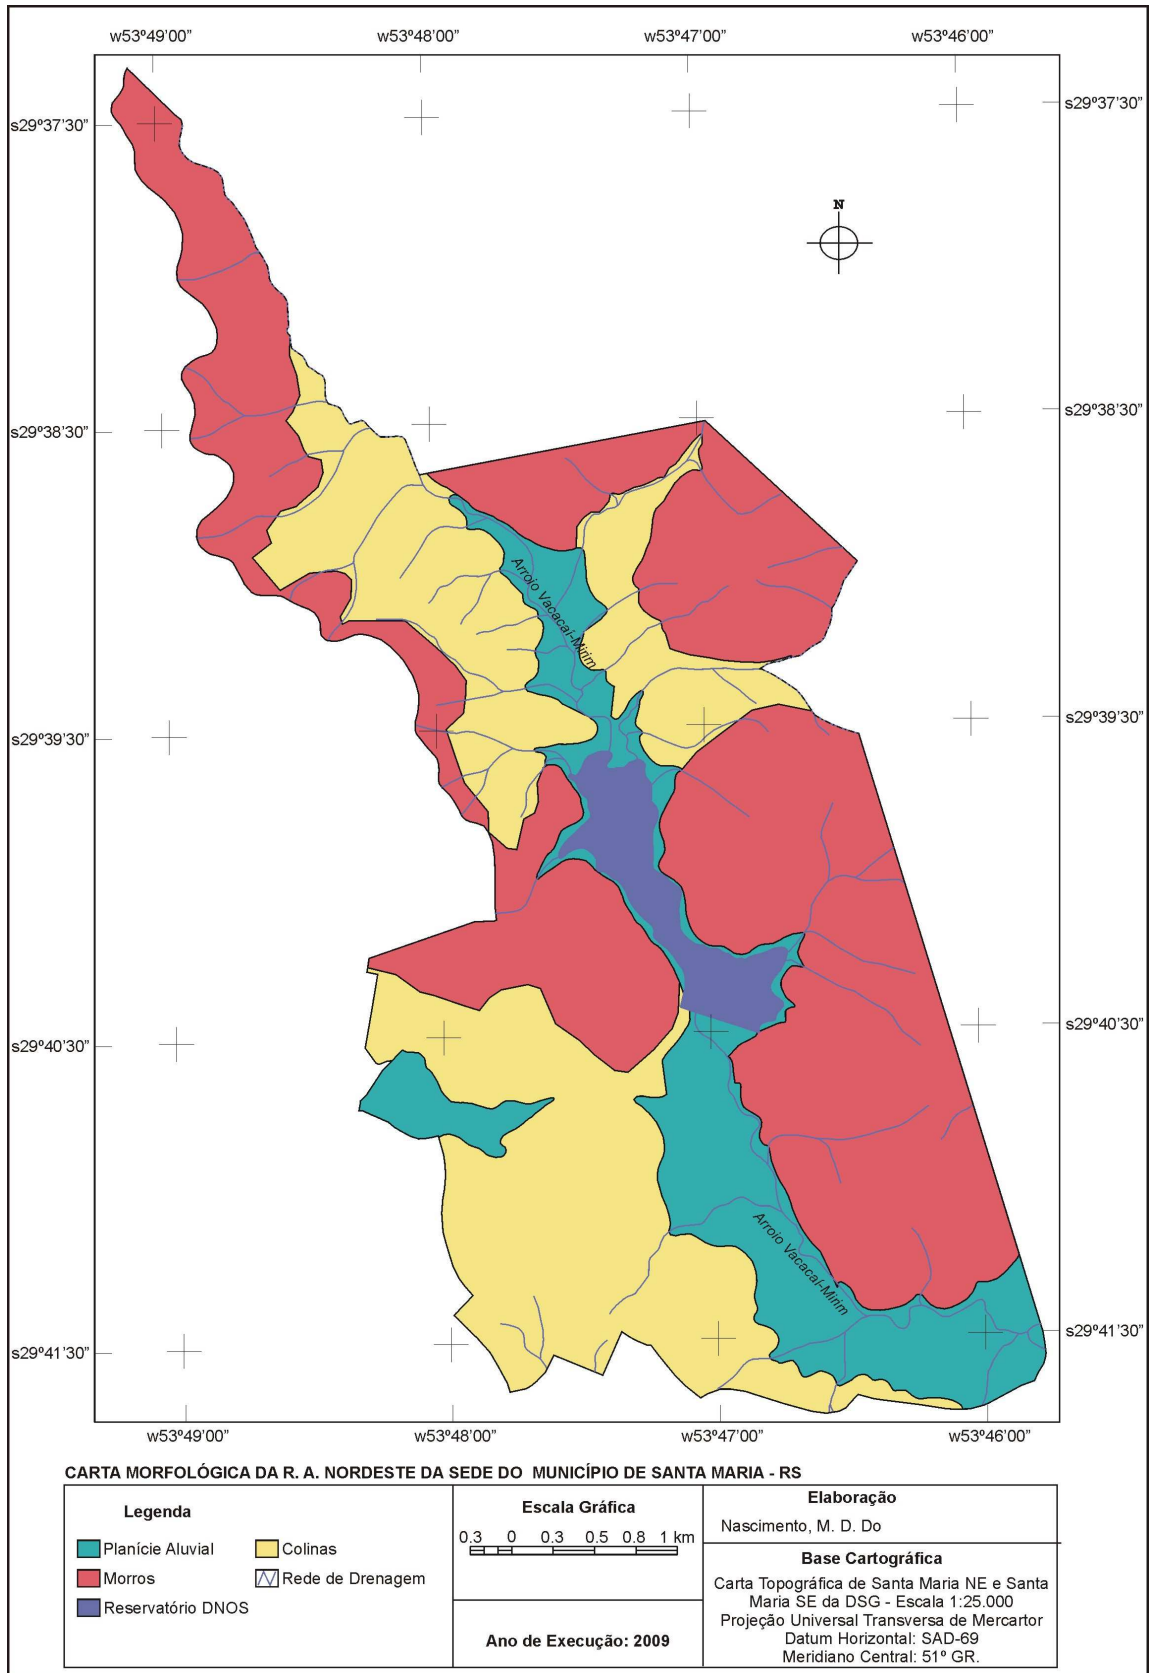 w53º49'00" w53º48'00" w53º47'00" w53º46'00"
s29º37'30" s29º37'30"
N
s29º38'30" s29º38'30"
Arroio Vacacaí-Mirim
s29º39'30" s29º39'30"
s29º40'30" s29º40'30"
Arroio Vacacaí-Mirim
s29º41'30" s29º41'30"
w53º49'00" w53º48'00" w53º47'00" w53º46'00"
CARTA MORFOLÓGICA DA R. A. NORDESTE DA SEDE DO MUNICÍPIO DE SANTA MARIA - RS
Legenda
Planície Aluvial
Morros
Reservatório DNOS
Colinas
Rede de Drenagem
Escala Gráfica
0.3 0 0.3 0.5 0.8 1 km
Ano de Execução: 2009
Elaboração
Nascimento, M. D. Do
Base Cartográfica
Carta Topográfica de Santa Maria NE e Santa
Maria SE da DSG - Escala 1:25.000
Projeção Universal Transversa de Mercartor
Datum Horizontal: SAD-69
Meridiano Central: 51º GR.